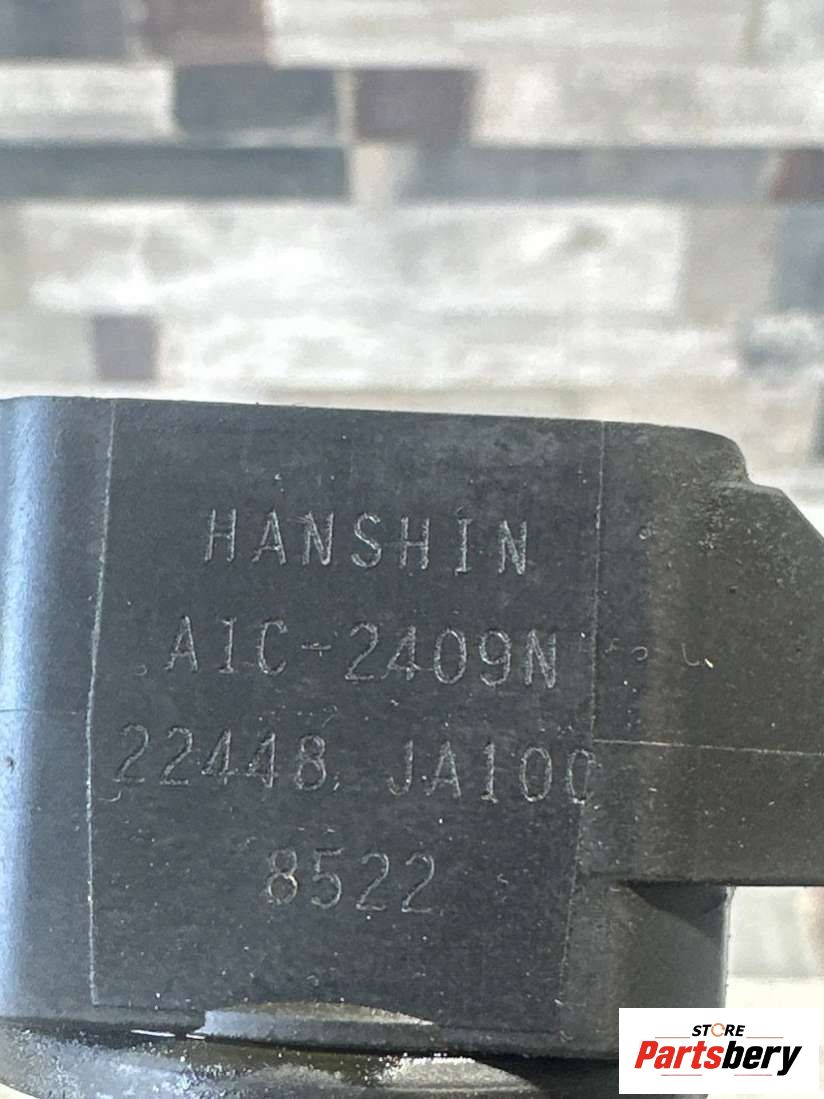 HANSHIN
AIC-2409N
22448 JA100
8522
STORE
Partsbery